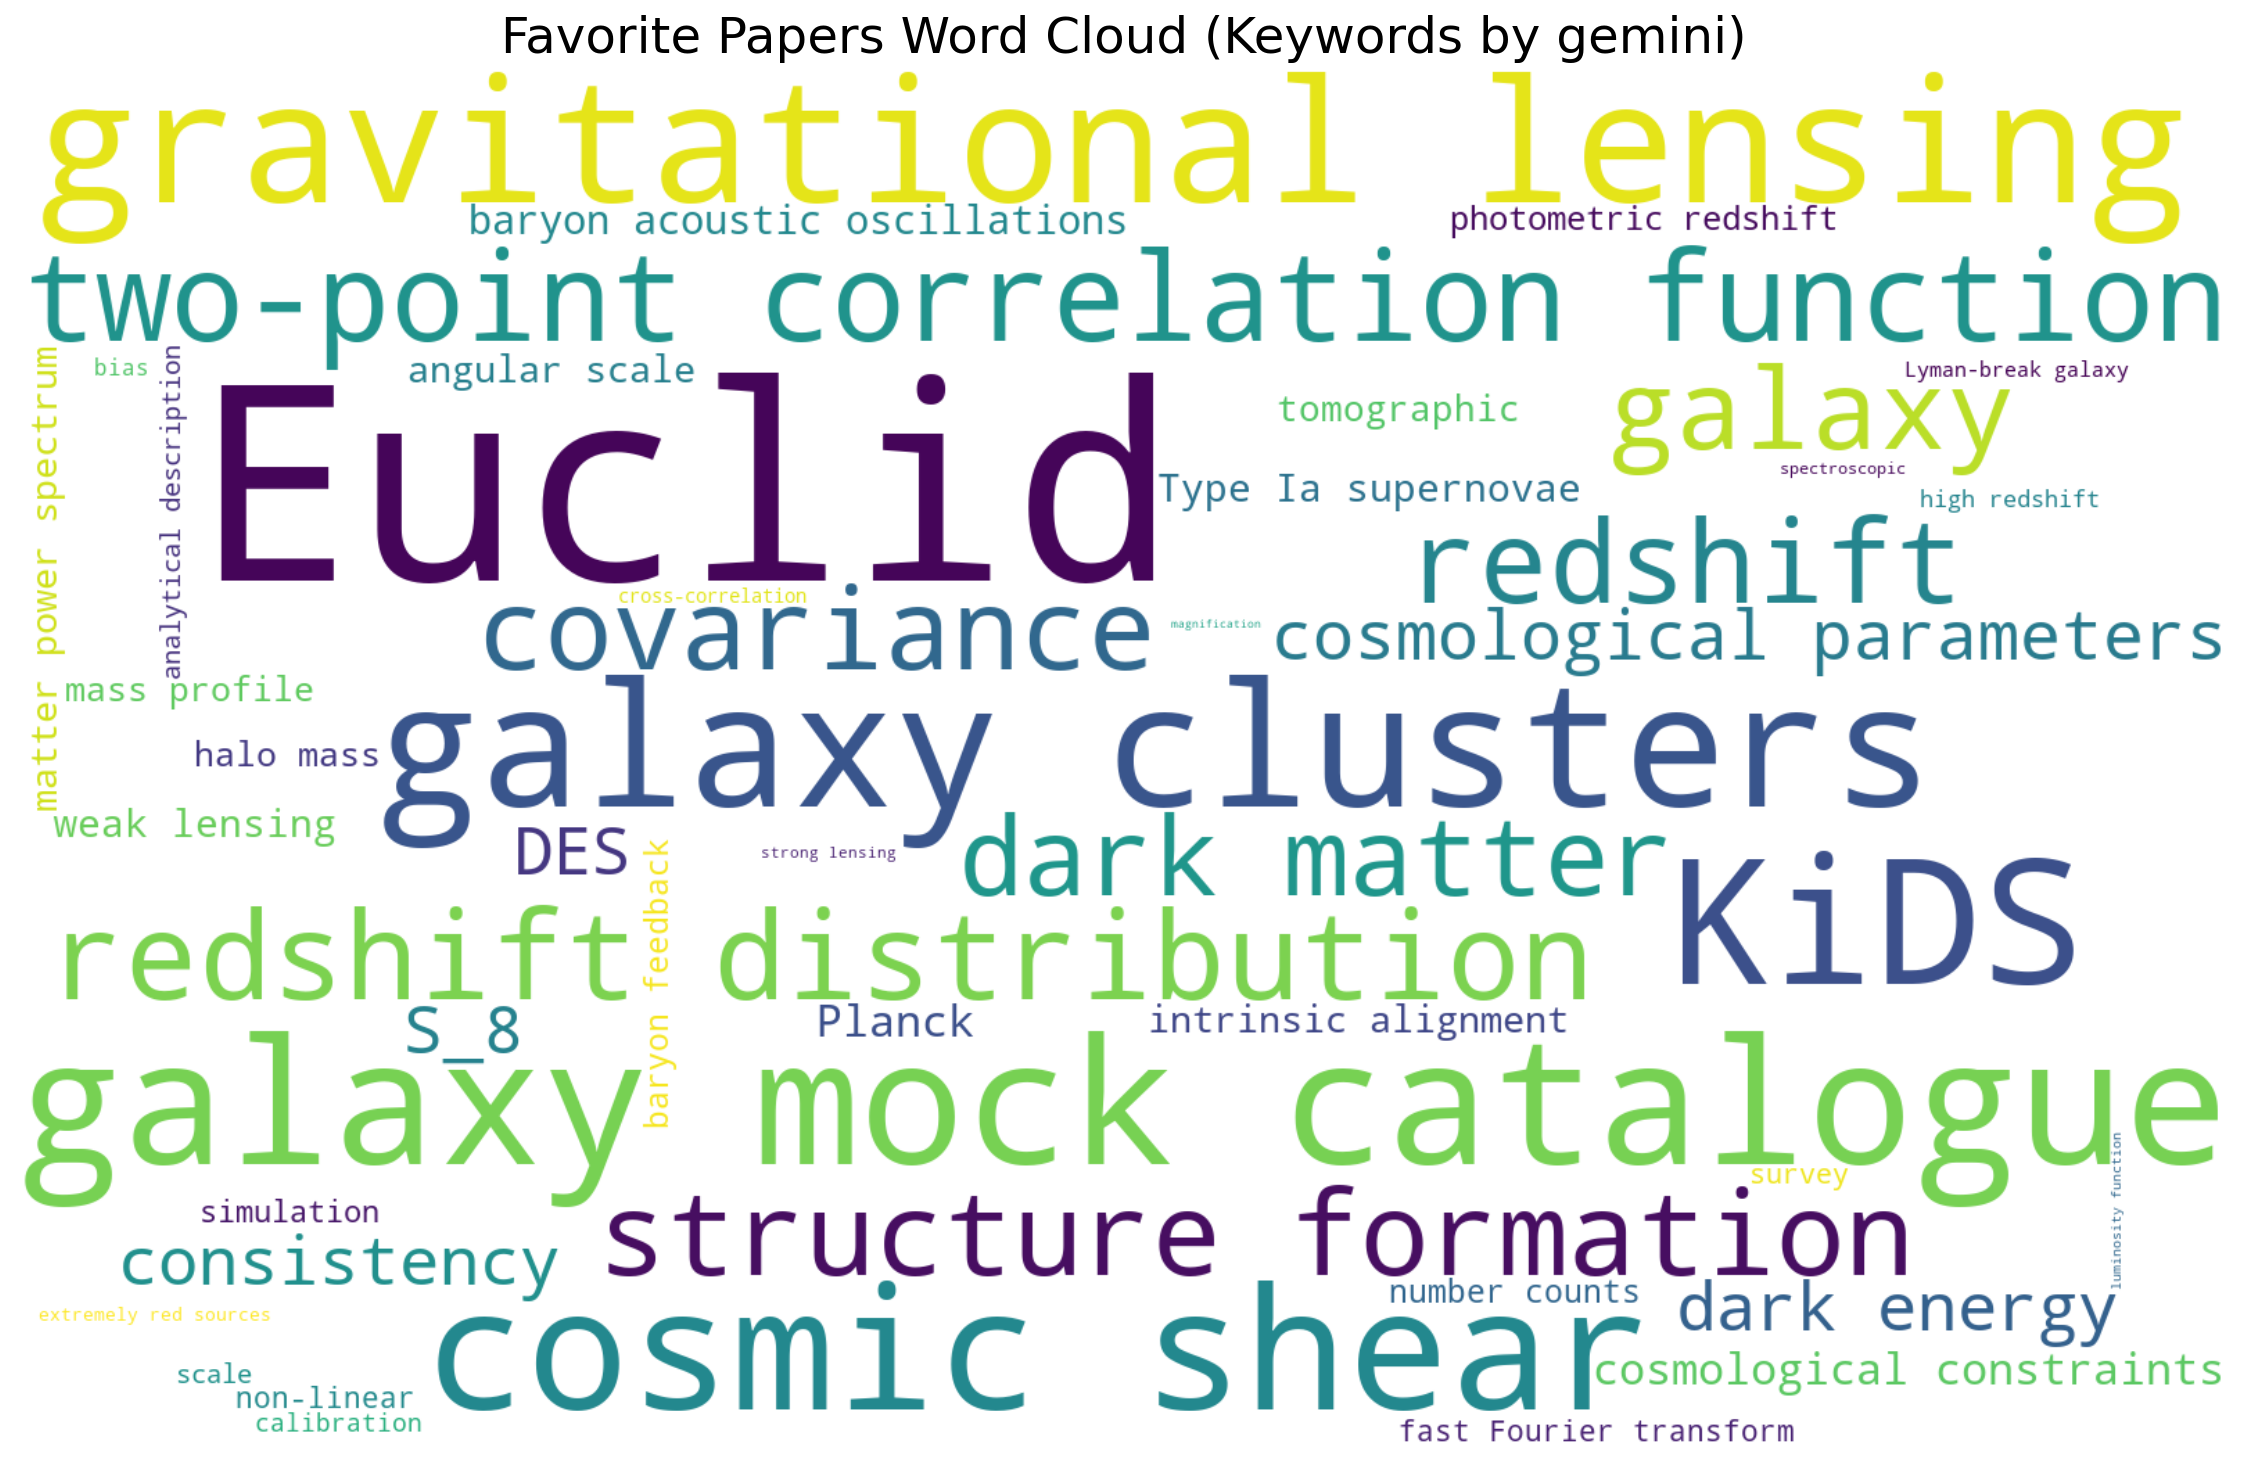 Favorite Papers Word Cloud (Keywords by gemini)
gravitational lensing
baryon acoustic oscillations
photometric redshift
two-point correlation function
matter power spectrum
bias
analytical description
angular scale
Lyman-break galaxy
Euclid
tomographic
galaxy
spectroscopic
Type Ia supernovae
high redshift
redshift
cross-correlation
covariance
magnification
cosmological parameters
mass profile
galaxy clusters
halo mass
weak lensing
DES
baryon feedback
strong lensing
dark matter
KiDS
redshift distribution
S_8
Planck
intrinsic alignment
galaxy mock catalogue
survey
luminosity function
simulation
structure formation
consistency
number counts
dark energy
extremely red sources
cosmic shear
cosmological constraints
scale
non-linear
calibration
fast Fourier transform